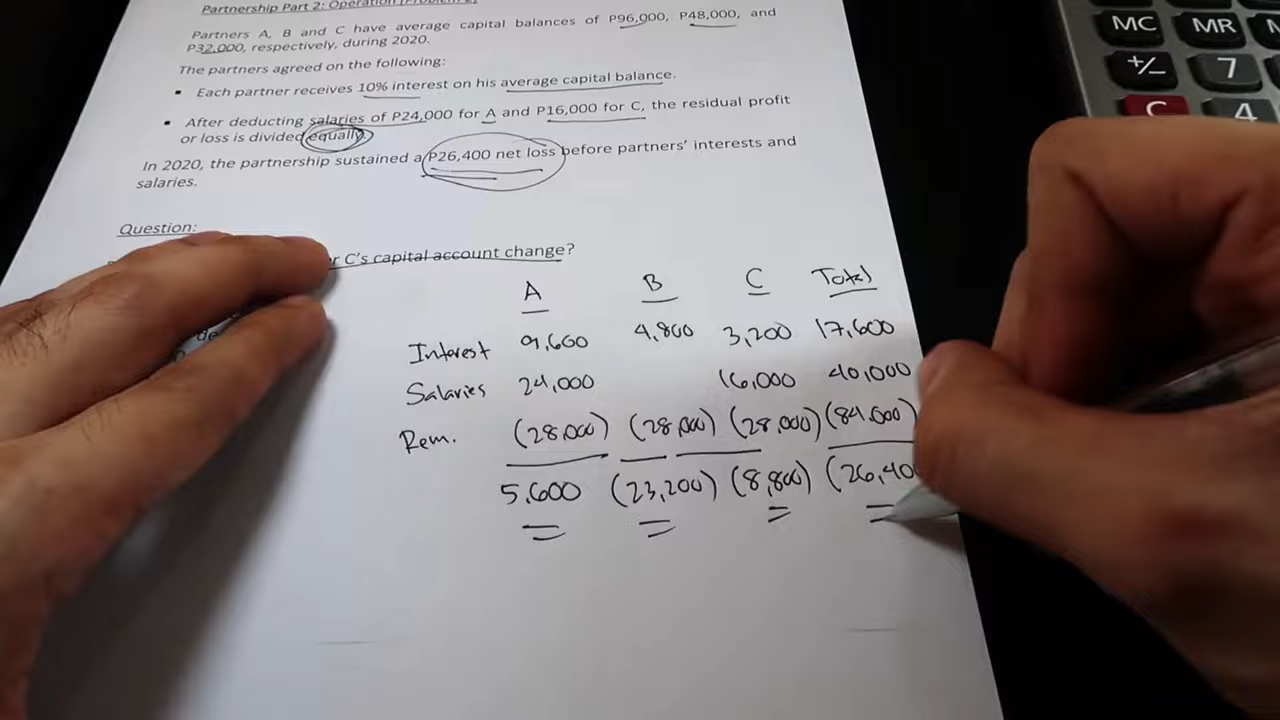 Partnership Part 2: Operation
Partners A, B and C have average capital balances of P96,000, P48,000, and
P32,000, respectively, during 2020.
The partners agreed on the following:
▪ Each partner receives 10% interest on his average capital balance.
▪ After deducting salaries of P24,000 for A and P16,000 for C, the residual profit
or loss is divided equally.
In 2020, the partnership sustained a P26,400 net loss before partners' interests and
salaries.
Question:
C's capital account change?
A B C Total
Interest 9,600 4,800 3,200 17,600
Salaries 24,000 16,000 40,000
Rem. (28,000) (28,000) (28,000) (84,000)
5,600 (23,200) (8,800) (26,40
MC MR
+/- 7
C 4